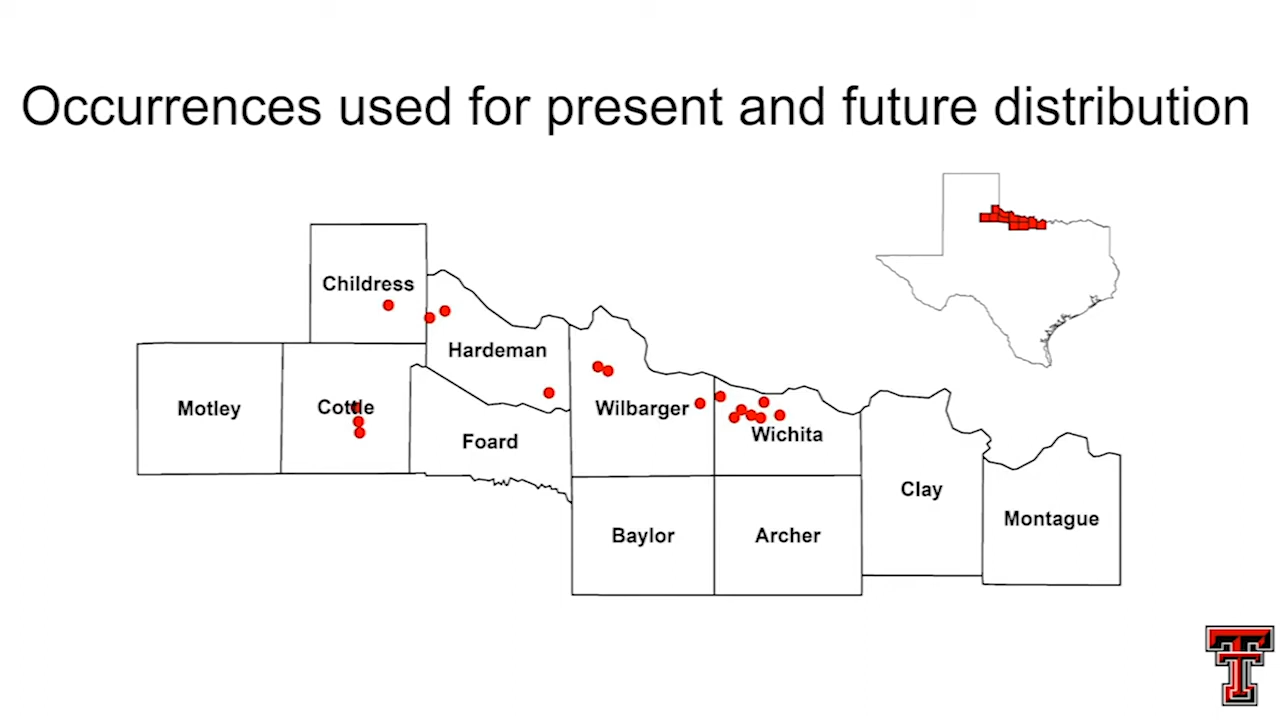 Occurrences used for present and future distribution
Childress
Hardeman
Motley
Cottle
Foard
Wilbarger
Wichita
Baylor
Archer
Clay
Montague